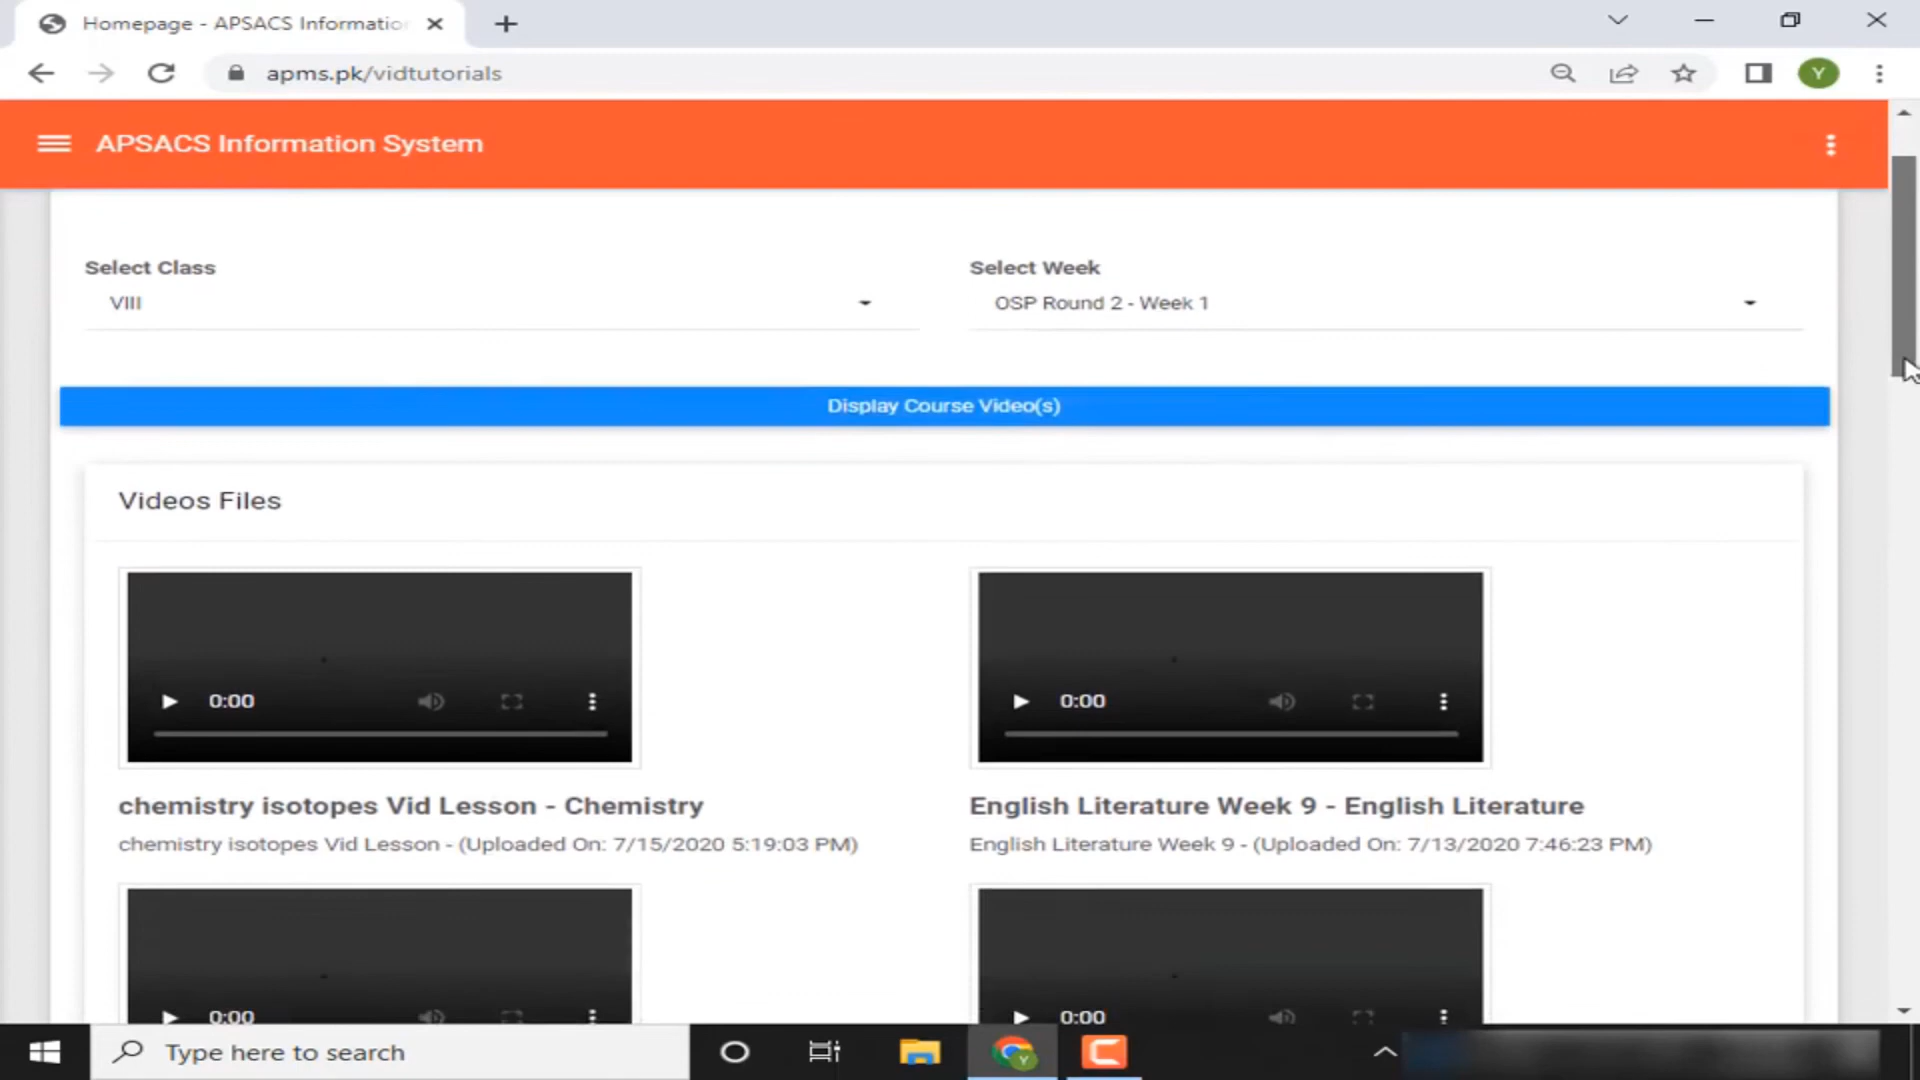 Homepage - APSACS Informatio
apms.pk/vidtutorials
Y
APSACS Information System
Select Class
Select Week
VIII
OSP Round 2 - Week 1
Display Course Video(s)
Videos Files
0:00
0:00
chemistry isotopes Vid Lesson - Chemistry
English Literature Week 9 - English Literature
chemistry isotopes Vid Lesson - (Uploaded On: 7/15/2020 5:19:03 PM)
English Literature Week 9 - (Uploaded On: 7/13/2020 7:46:23 PM)
0:00
0:00
Type here to search
Y